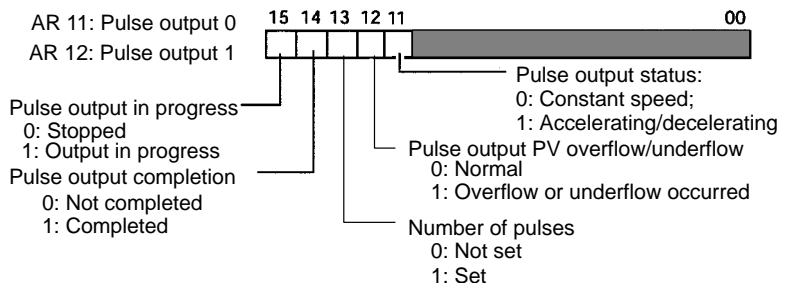 AR 11: Pulse output 0
AR 12: Pulse output 1
15 14 13 12 11 00
Pulse output status:
0: Constant speed;
1: Accelerating/decelerating
Pulse output in progress
0: Stopped
1: Output in progress
Pulse output PV overflow/underflow
0: Normal
1: Overflow or underflow occurred
Pulse output completion
0: Not completed
1: Completed
Number of pulses
0: Not set
1: Set